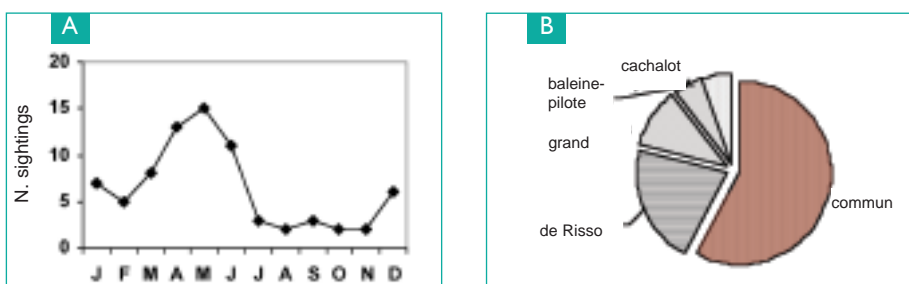 A
20
15
10
5
0
N. sightings
J F M A M J J A S O N D
B
cachalot
baleine-
pilote
grand
commun
de Risso